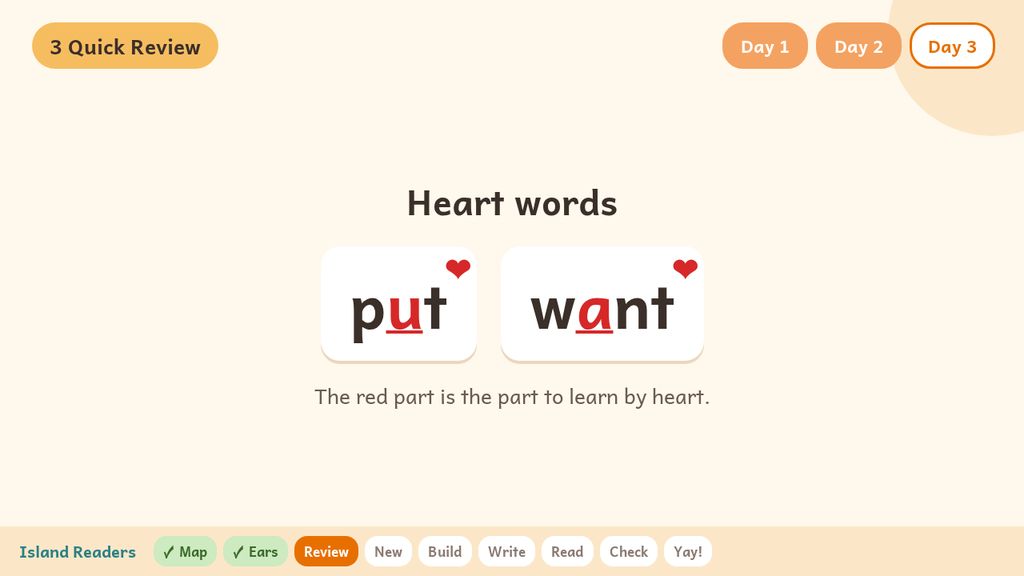 3 Quick Review
Day 1 Day 2 Day 3
Heart words
put ❤ want ❤
The red part is the part to learn by heart.
Island Readers ✓ Map ✓ Ears Review New Build Write Read Check Yay!